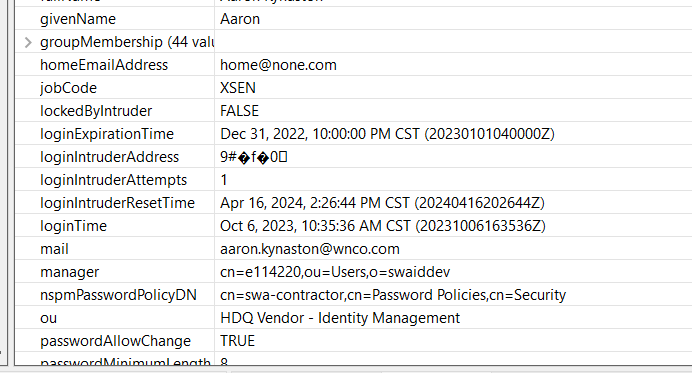 givenName Aaron
groupMembership (44 valu
homeEmailAddress home@none.com
jobCode XSEN
lockedByIntruder FALSE
loginExpirationTime Dec 31, 2022, 10:00:00 PM CST (20230101040000Z)
loginIntruderAddress 9#�f�0
loginIntruderAttempts 1
loginIntruderResetTime Apr 16, 2024, 2:26:44 PM CST (20240416202644Z)
loginTime Oct 6, 2023, 10:35:36 AM CST (20231006163536Z)
mail aaron.kynaston@wnco.com
manager cn=e114220,ou=Users,o=swaiddev
nspmPasswordPolicyDN cn=swa-contractor,cn=Password Policies,cn=Security
ou HDQ Vendor - Identity Management
passwordAllowChange TRUE
passwordMinimumLength 8